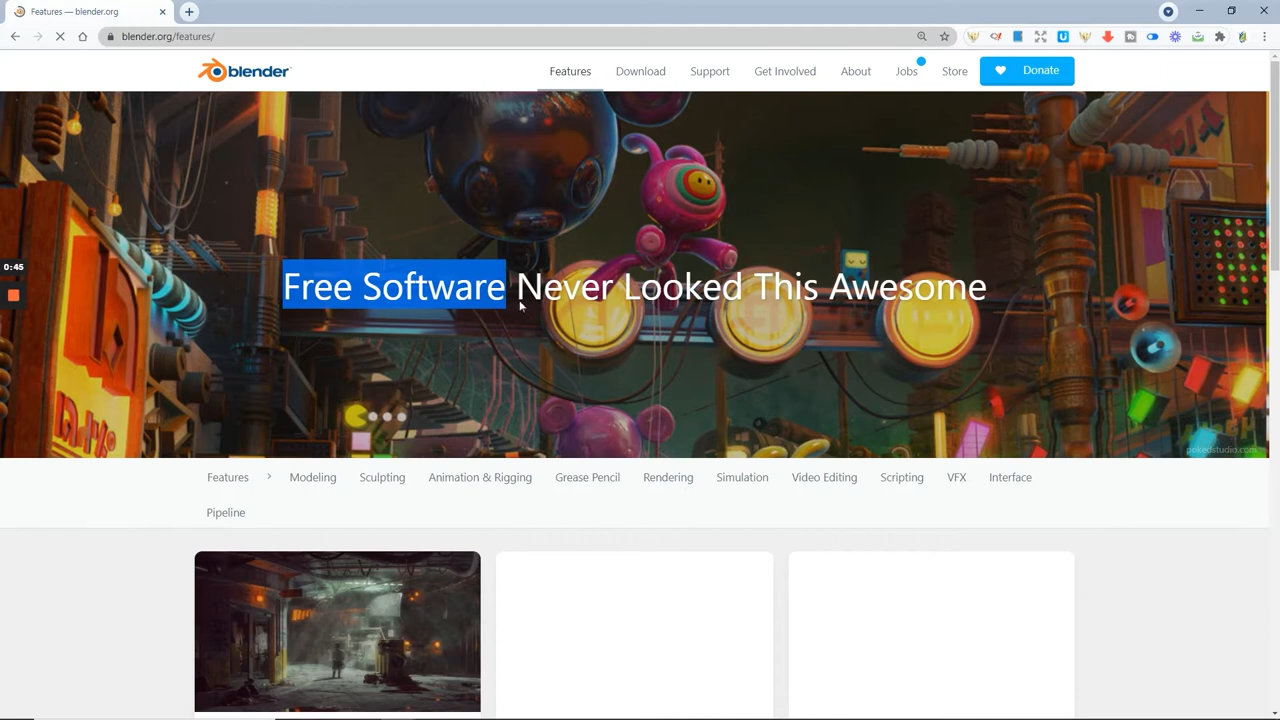 Features — blender.org
blender.org/features/
blender
Features
Download
Support
Get Involved
About
Jobs
Store
Donate
0:45
Free Software Never Looked This Awesome
pokedstudio.com
Features
Modeling
Sculpting
Animation & Rigging
Grease Pencil
Rendering
Simulation
Video Editing
Scripting
VFX
Interface
Pipeline